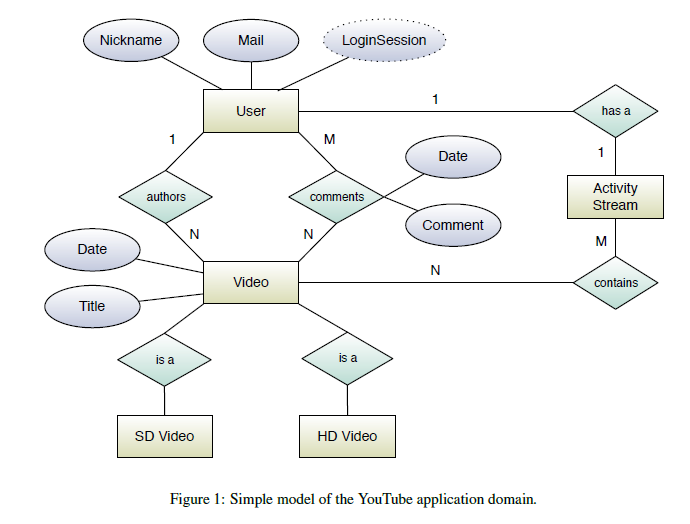 Nickname
Mail
LoginSession
User
1
has a
1
M
Date
1
authors
comments
Activity
Stream
Comment
N
N
M
Date
Video
N
contains
Title
is a
is a
SD Video
HD Video
Figure 1: Simple model of the YouTube application domain.